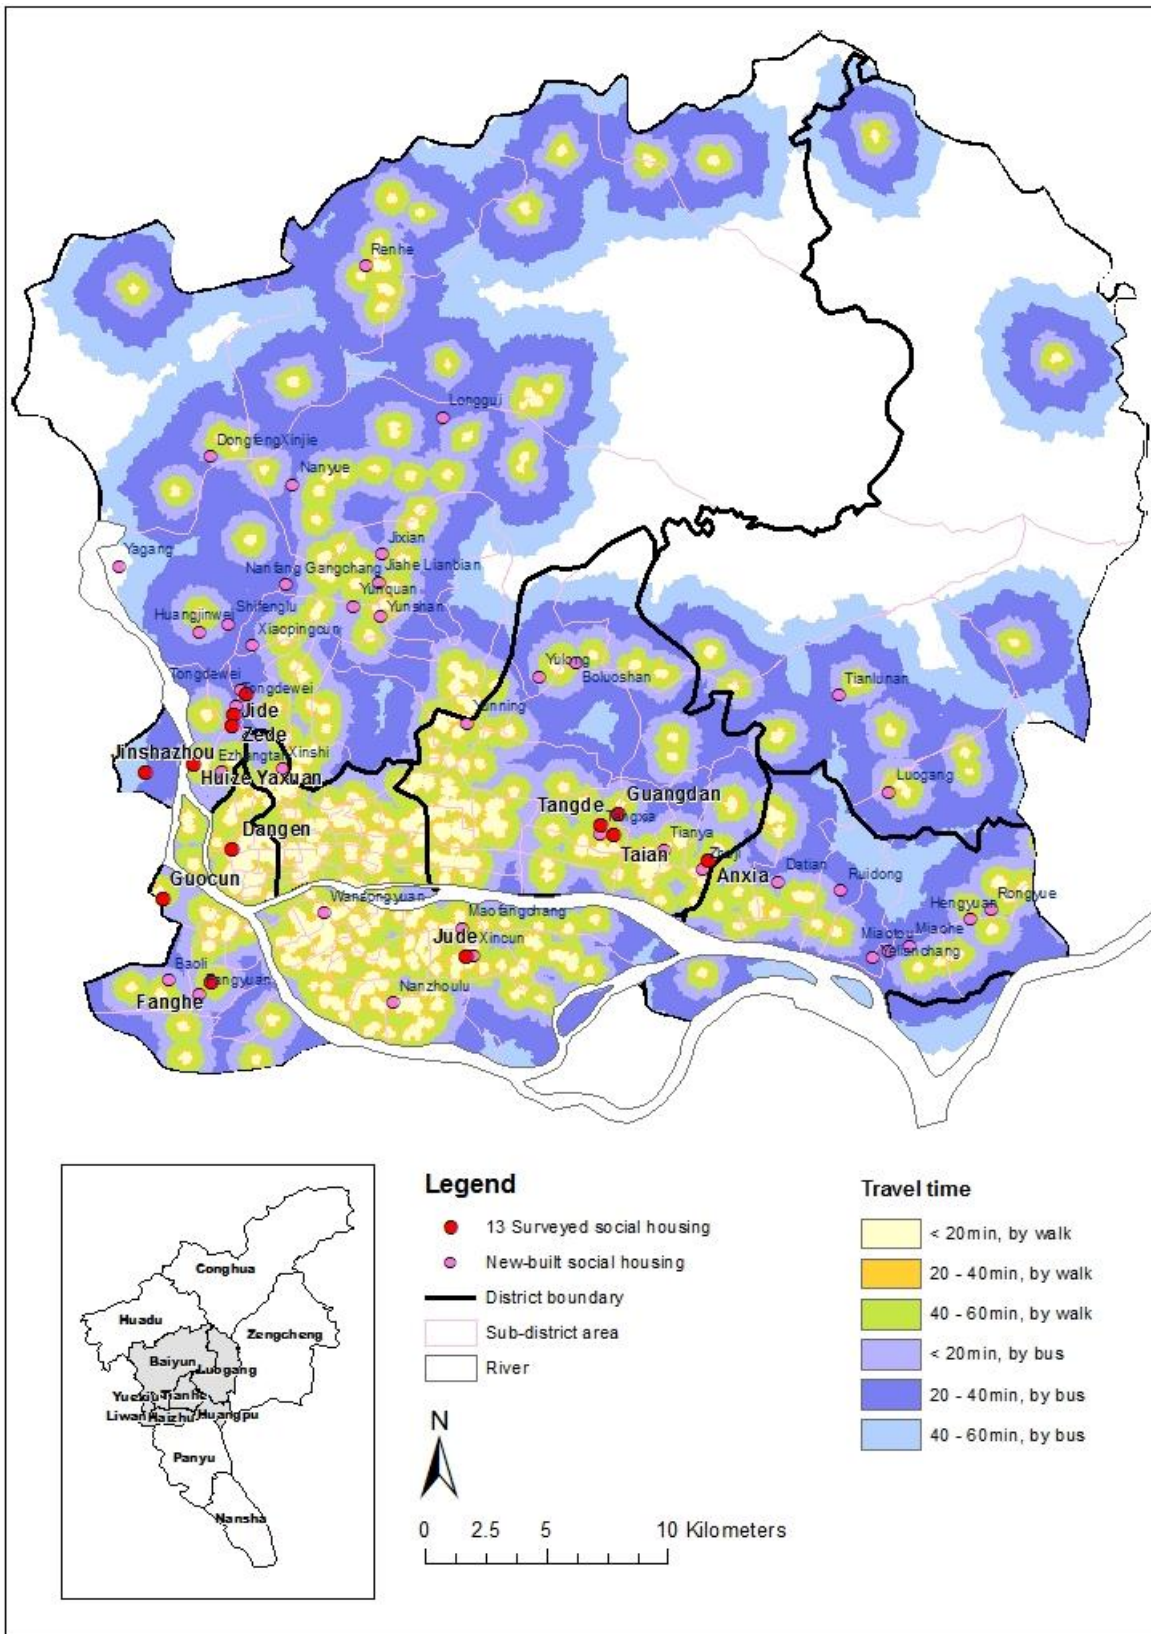 Renhe
Longgui
DongfengXinjie
Nanyue
Jixian
Yagang
Nanfang Gangchang
Jiahe Lianbian
Yunquan
Huangjinwei
Shifenglu
Yunshan
Xiaopingcun
Yulong
Boluoshan
Tongdewei
Tongdewei
Tianlunan
Jide
Yunning
Zede
Jinshazhou
Xinshi
Huize Yaxuan
Luogang
Guangdan
Tangde
Tangxia
Dangen
Tianya
Taian
Zhuji
Datian
Anxia
Ruidong
Guocun
Rongyue
Hengyuan
Wansongyuan
Maofangchang
Jude
Xincun
Miaotou
Miaohe
Baoli
Nanzhoulu
Fanghe
Legend
13 Surveyed social housing
New-built social housing
District boundary
Sub-district area
River
N
0 2.5 5 10 Kilometers
Travel time
< 20min, by walk
20 - 40min, by walk
40 - 60min, by walk
< 20min, by bus
20 - 40min, by bus
40 - 60min, by bus
Conghua
Huadu
Zengcheng
Baiyun
Luogang
Yuexiu
Tianhe
Liwan
Haizhu
Huangpu
Panyu
Nansha